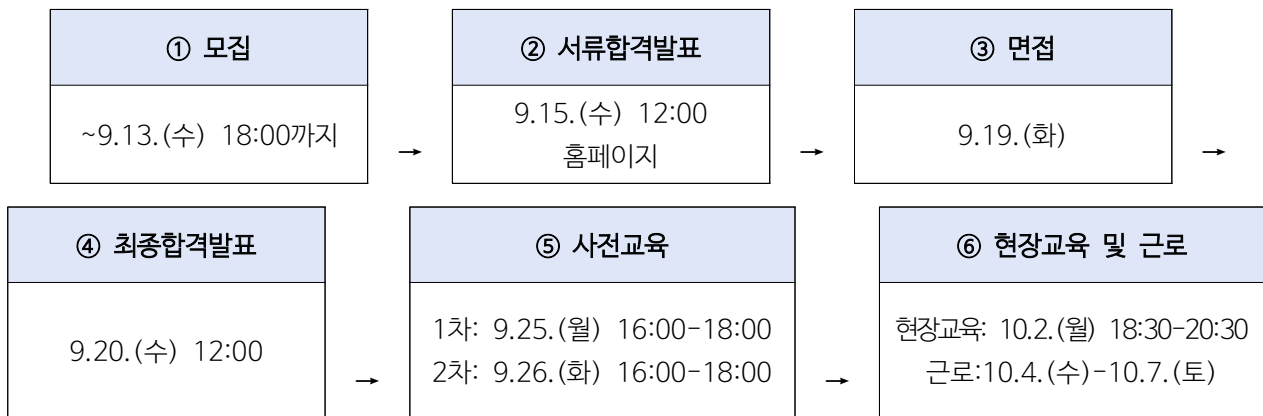 ① 모집
~9.13.(수) 18:00까지
→
② 서류합격발표
9.15.(수) 12:00
홈페이지
→
③ 면접
9.19.(화)
→
④ 최종합격발표
9.20.(수) 12:00
→
⑤ 사전교육
1차: 9.25.(월) 16:00-18:00
2차: 9.26.(화) 16:00-18:00
→
⑥ 현장교육 및 근로
현장교육: 10.2.(월) 18:30-20:30
근로:10.4.(수)-10.7.(토)